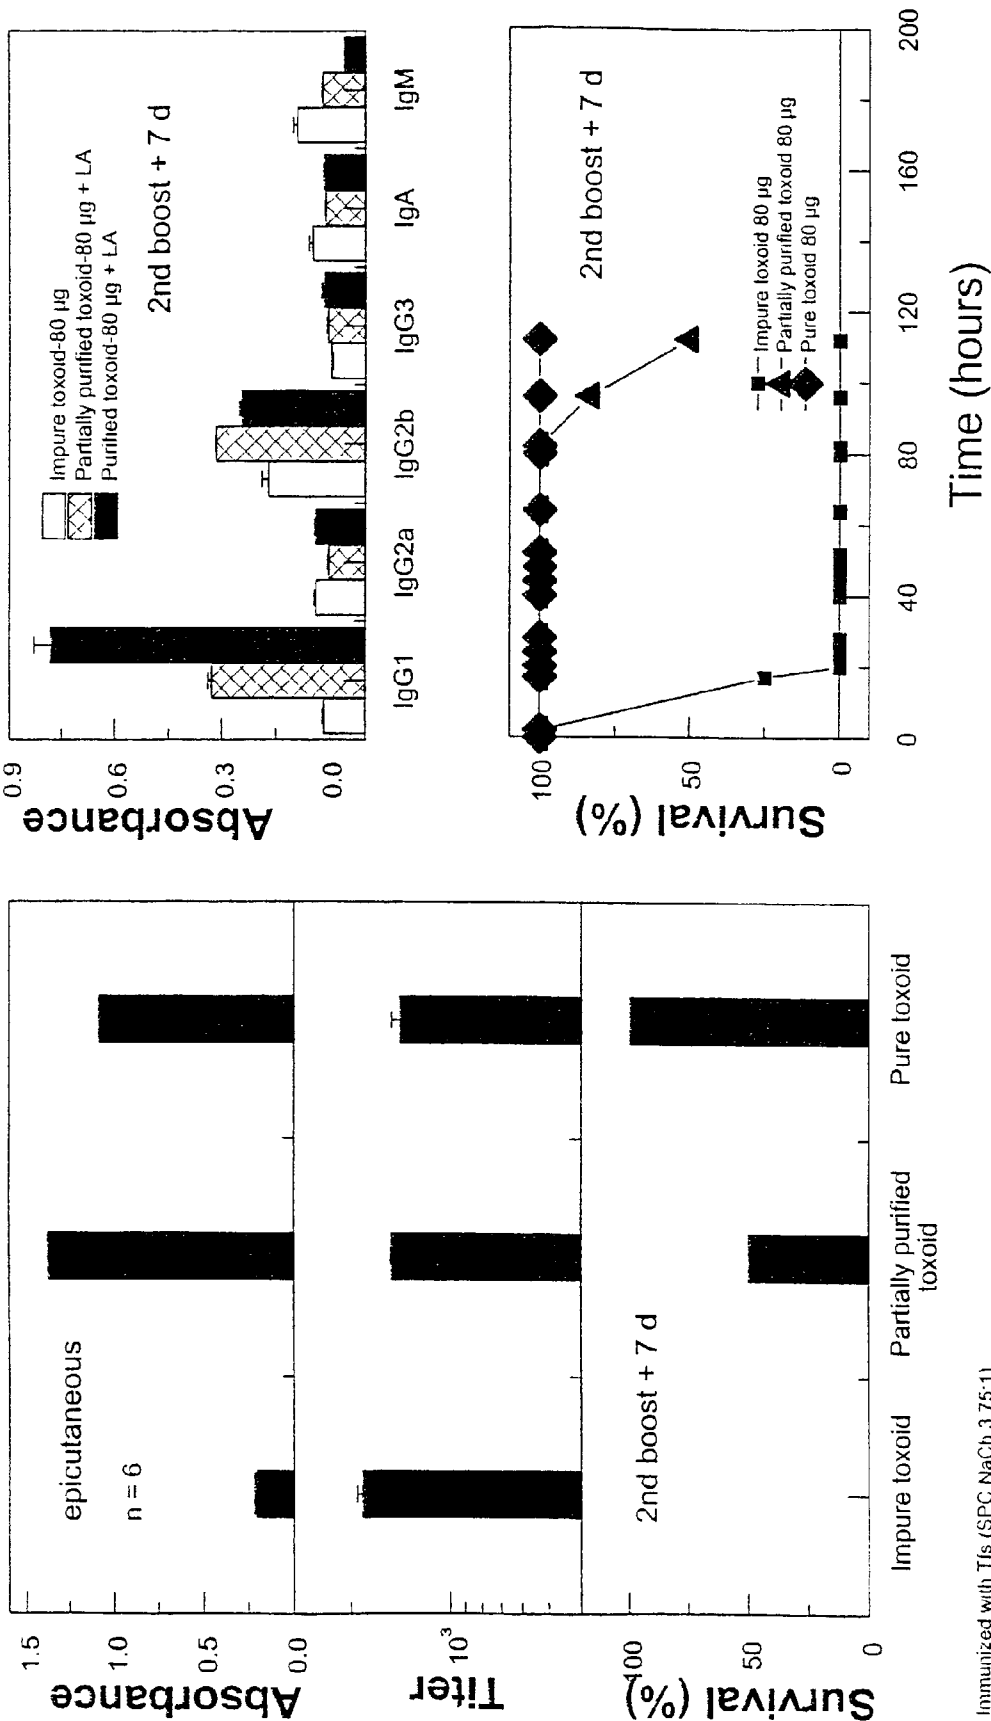 epicutaneous
n = 6
1.5
1.0
0.5
0.0
Absorbance
10³
Titer
2nd boost + 7 d
100
0
Survival (%)
Impure toxoid
Partially purified
toxoid
Pure toxoid
Immunized with Tfs (SPC NaCh 3.75:1)
0.9
0.6
0.3
0.0
Absorbance
Impure toxoid-80 µg
Partially purified toxoid-80 µg + LA
Purified toxoid-80 µg + LA
2nd boost + 7 d
IgG1
IgG2a
IgG2b
IgG3
IgA
IgM
100
50
0
Survival (%)
2nd boost + 7 d
Impure toxoid 80 µg
Partially purified toxoid 80 µg
Pure toxoid 80 µg
0
40
80
120
160
200
Time (hours)